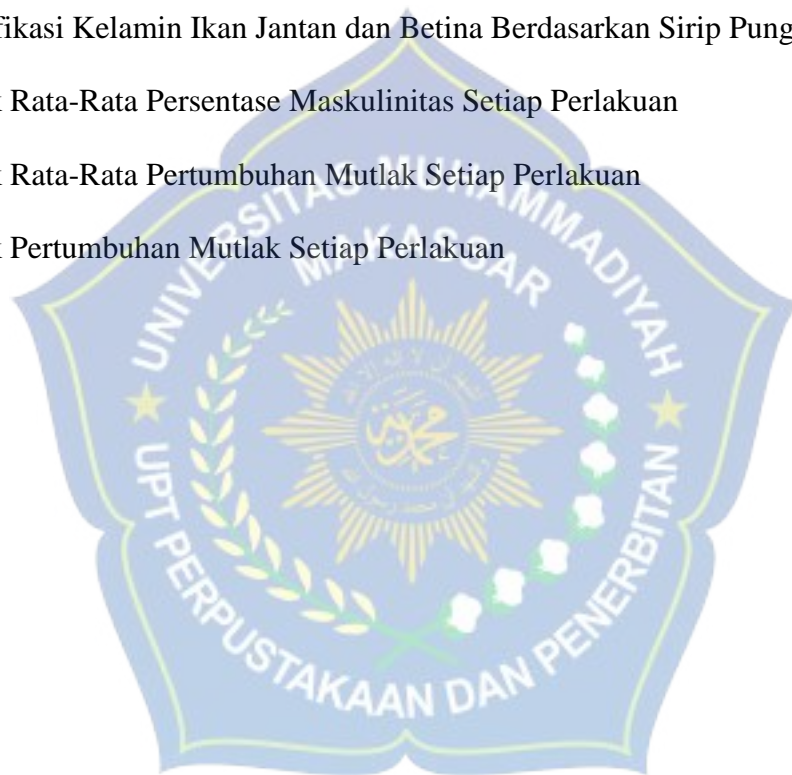 fikasi Kelamin Ikan Jantan dan Betina Berdasarkan Sirip Pung
k Rata-Rata Persentase Maskulinitas Setiap Perlakuan
k Rata-Rata Pertumbuhan Mutlak Setiap Perlakuan
k Pertumbuhan Mutlak Setiap Perlakuan
UNIVERSITAS MUHAMMADIYAH
MAKASSAR
محمدية
UPT PERPUSTAKAAN DAN PENERBITAN